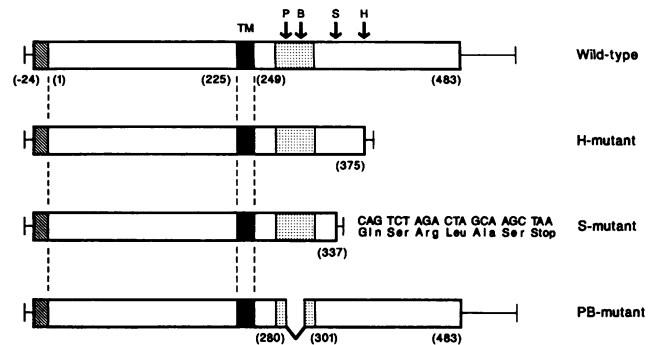 P B S H
TM
Wild-type
(-24) (1) (225) (249) (483)
H-mutant
(375)
CAG TCT AGA CTA GCA AGC TAA
Gln Ser Arg Leu Ala Ser Stop
S-mutant
(337)
PB-mutant
(280) (301) (483)